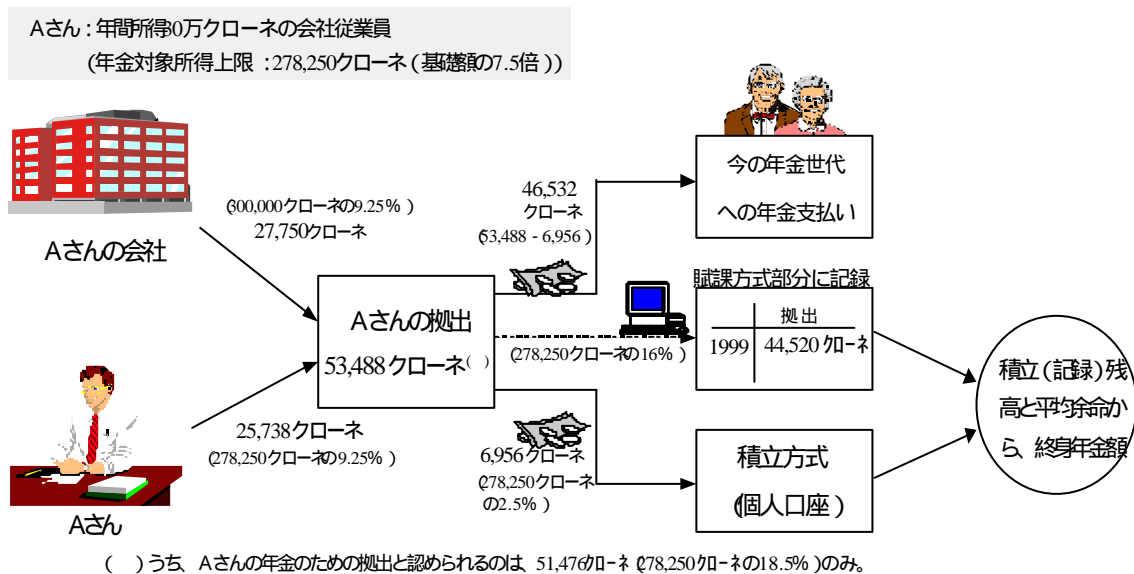 Aさん：年間所得30万クローネの会社従業員
(年金対象所得上限：278,250クローネ（基礎額の7.5倍）)
Aさんの会社
(300,000クローネの9.25%)
27,750クローネ
Aさん
25,738クローネ
(278,250クローネの9.25%)
Aさんの拠出
53,488クローネ( )
46,532
クローネ
(53,488 - 6,956)
今の年金世代
への年金支払い
(278,250クローネの16%)
賦課方式部分に記録
拠出
1999 44,520クローネ
6,956クローネ
(278,250クローネ
の2.5%)
積立方式
(個人口座)
積立(記録)残
高と平均余命か
ら、終身年金額
( )うち、Aさんの年金のための拠出と認められるのは、51,476クローネ(278,250クローネの18.5%)のみ。